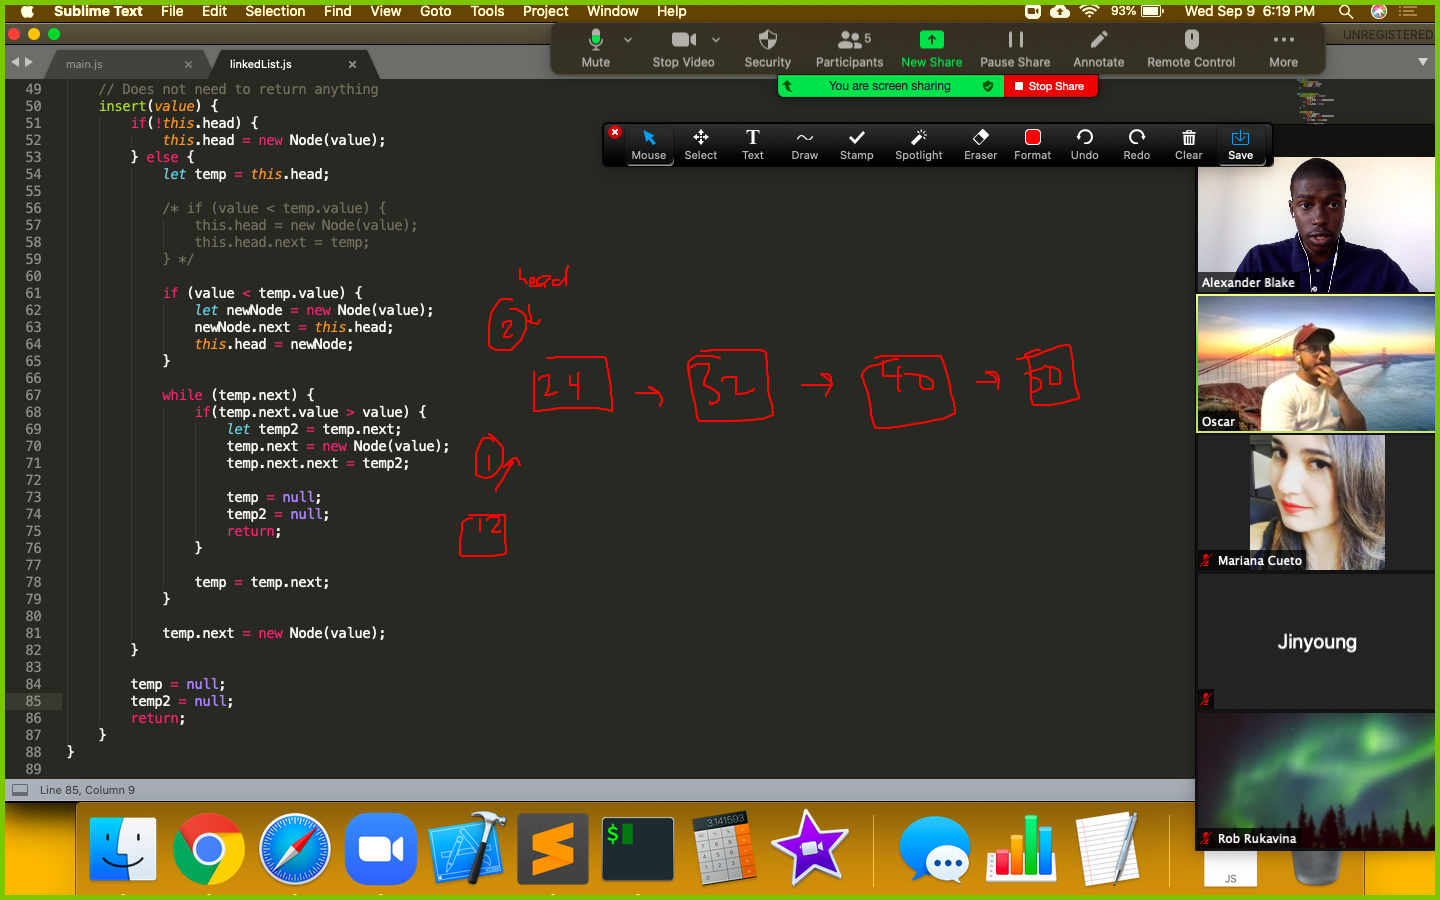 Sublime Text File Edit Selection Find View Goto Tools Project Window Help 93% Wed Sep 9 6:19 PM
UNREGISTERED
Mute Stop Video Security Participants 5 New Share Pause Share Annotate Remote Control More
main.js linkedList.js
You are screen sharing Stop Share
Mouse Select Text Draw Stamp Spotlight Eraser Format Undo Redo Clear Save
49 // Does not need to return anything
50 insert(value) {
51 if(!this.head) {
52 this.head = new Node(value);
53 } else {
54 let temp = this.head;
55
56 /* if (value < temp.value) {
57 this.head = new Node(value);
58 this.head.next = temp;
59 } */
60
61 if (value < temp.value) {
62 let newNode = new Node(value);
63 newNode.next = this.head;
64 this.head = newNode;
65 }
66
67 while (temp.next) {
68 if(temp.next.value > value) {
69 let temp2 = temp.next;
70 temp.next = new Node(value);
71 temp.next.next = temp2;
72
73 temp = null;
74 temp2 = null;
75 return;
76 }
77
78 temp = temp.next;
79 }
80
81 temp.next = new Node(value);
82 }
83
84 temp = null;
85 temp2 = null;
86 return;
87 }
88 }
89
head
2
24 → 32 → 40 → 50
1
12
Alexander Blake
Oscar
Mariana Cueto
Jinyoung
Rob Rukavina
Line 85, Column 9
3.141593
$
JS